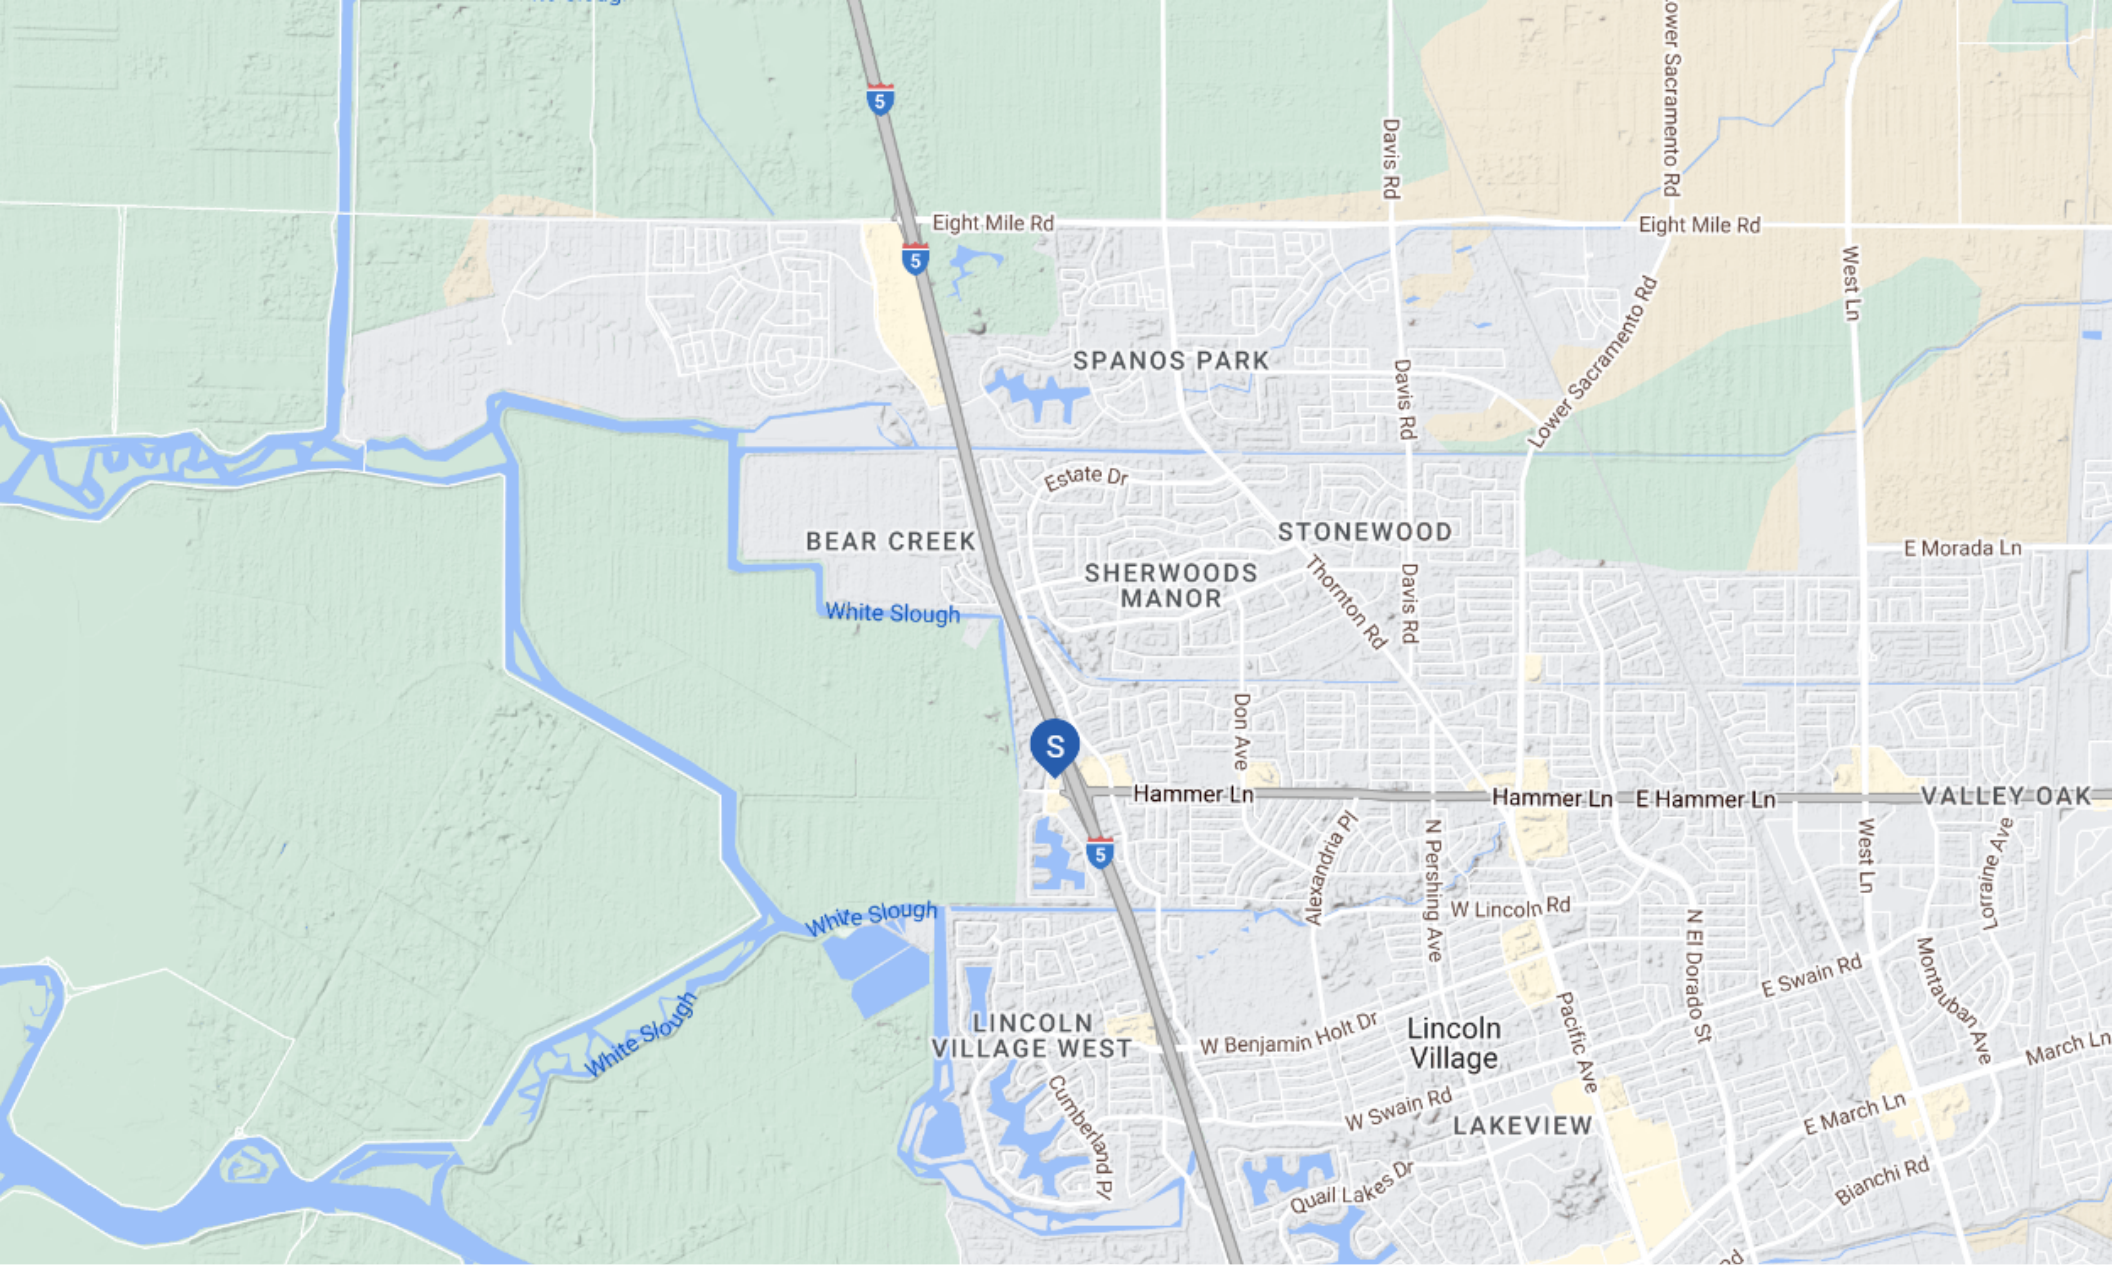 5
Davis Rd
Lower Sacramento Rd
Eight Mile Rd
Eight Mile Rd
5
West Ln
Lower Sacramento Rd
SPANOS PARK
Davis Rd
Estate Dr
STONEWOOD
BEAR CREEK
E Morada Ln
SHERWOODS
MANOR
Thornton Rd
Davis Rd
White Slough
Don Ave
S
Hammer Ln
Hammer Ln
E Hammer Ln
VALLEY OAK
5
Alexandria Pl
N Pershing Ave
West Ln
Lorraine Ave
White Slough
W Lincoln Rd
N El Dorado St
E Swain Rd
Montauban Ave
White Slough
LINCOLN
VILLAGE WEST
W Benjamin Holt Dr
Lincoln
Village
Pacific Ave
March Ln
Cumberland Pl
W Swain Rd
LAKEVIEW
E March Ln
Quail Lakes Dr
Bianchi Rd